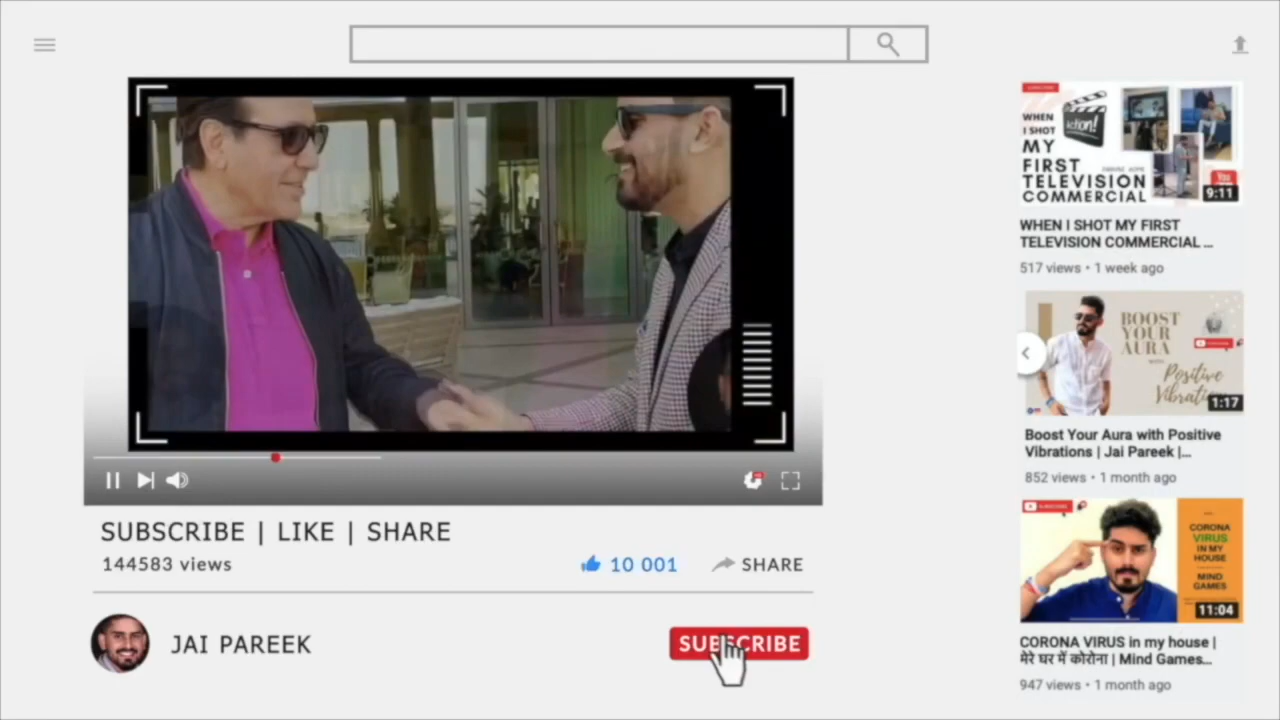 SUBSCRIBE | LIKE | SHARE
144583 views
10 001
SHARE
JAI PAREEK
SUBSCRIBE
WHEN
I SHOT
MY
FIRST
TELEVISION
COMMERCIAL
You
9:11
WHEN I SHOT MY FIRST
TELEVISION COMMERCIAL ...
517 views • 1 week ago
BOOST
YOUR
AURA
Positive
1:17
Boost Your Aura with Positive
Vibrations | Jai Pareek |...
852 views • 1 month ago
CORONA
VIRUS
IN MY
HOUSE
MIND
GAMES
11:04
CORONA VIRUS in my house |
मेरे घर में कोरोना | Mind Games...
947 views • 1 month ago